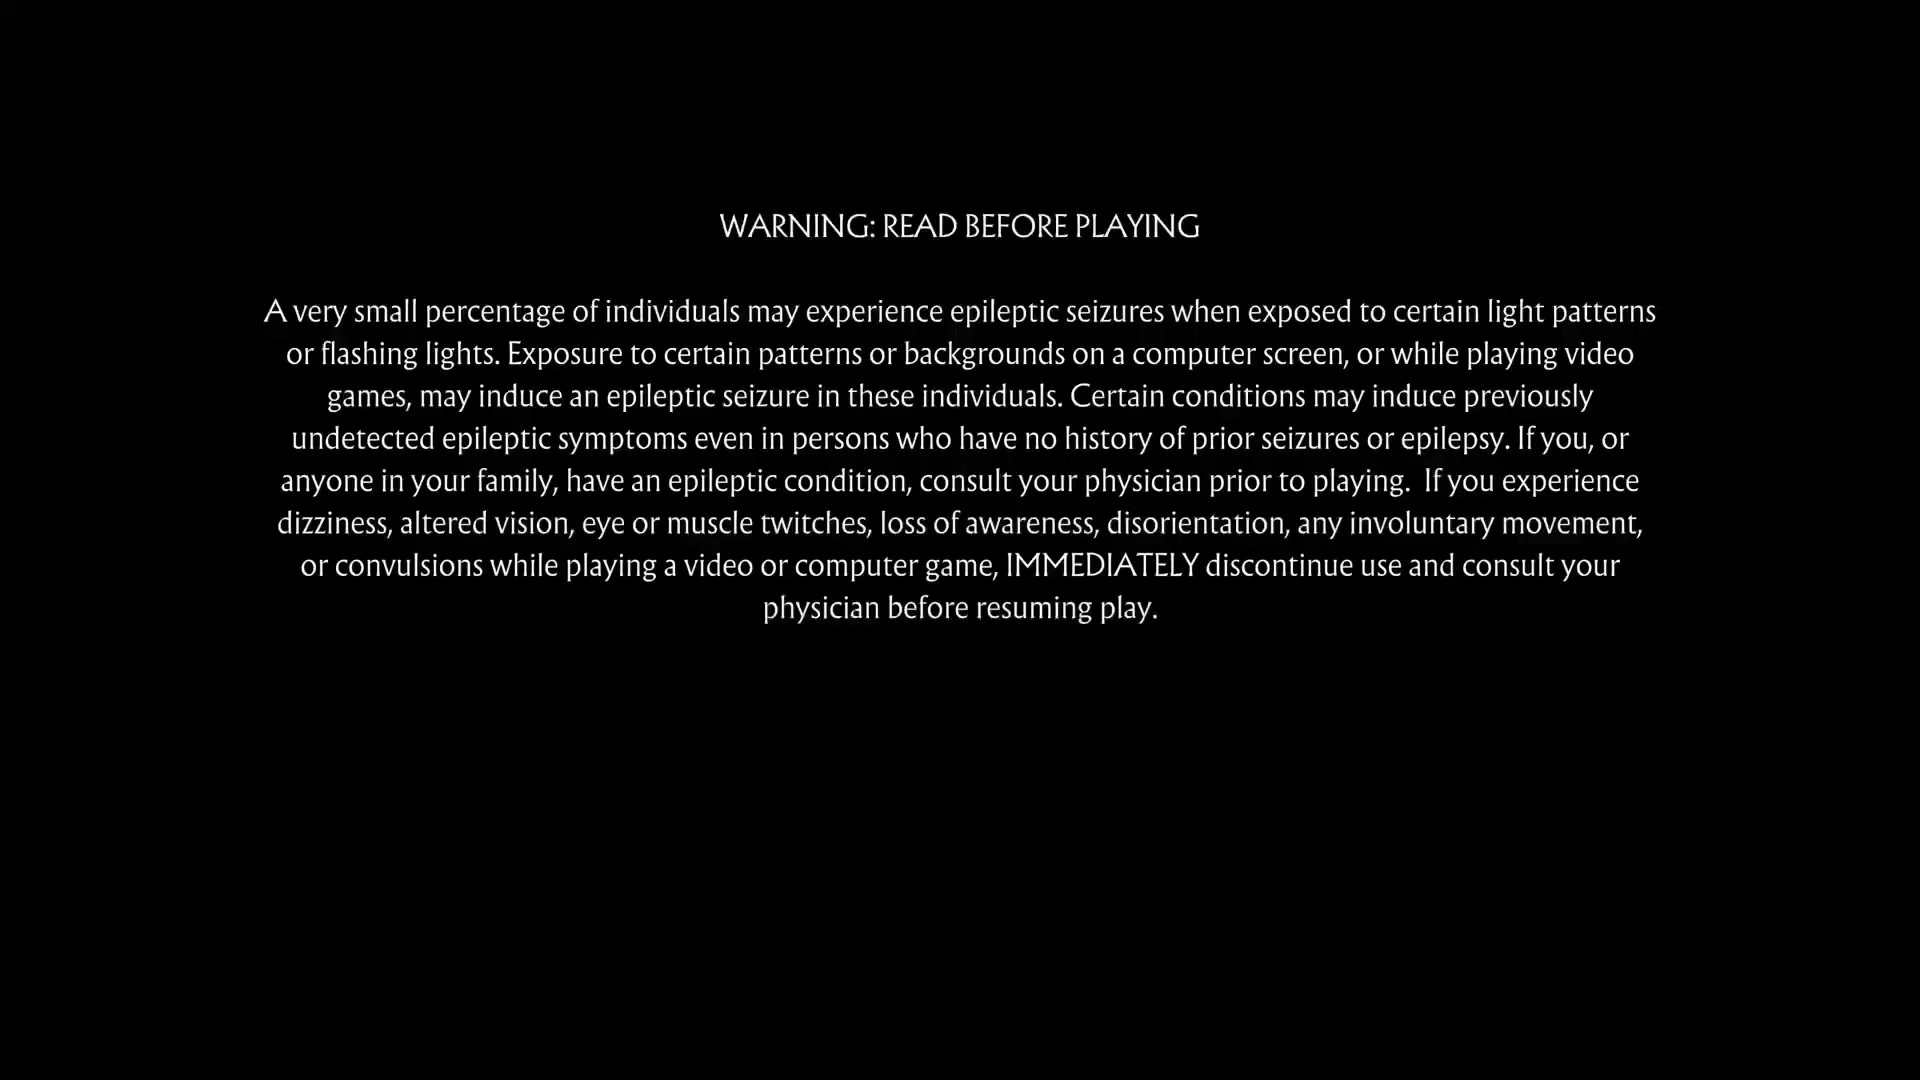 WARNING: READ BEFORE PLAYING
A very small percentage of individuals may experience epileptic seizures when exposed to certain light patterns
or flashing lights. Exposure to certain patterns or backgrounds on a computer screen, or while playing video
games, may induce an epileptic seizure in these individuals. Certain conditions may induce previously
undetected epileptic symptoms even in persons who have no history of prior seizures or epilepsy. If you, or
anyone in your family, have an epileptic condition, consult your physician prior to playing.  If you experience
dizziness, altered vision, eye or muscle twitches, loss of awareness, disorientation, any involuntary movement,
or convulsions while playing a video or computer game, IMMEDIATELY discontinue use and consult your
physician before resuming play.